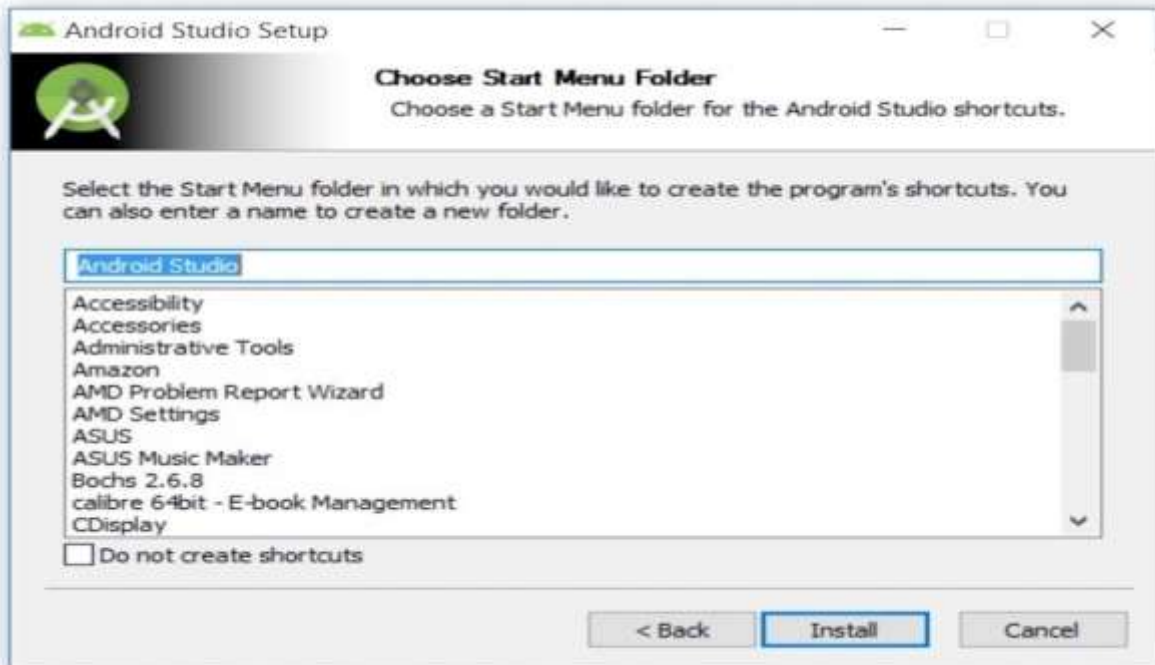 Android Studio Setup
Choose Start Menu Folder
Choose a Start Menu folder for the Android Studio shortcuts.
Select the Start Menu folder in which you would like to create the program's shortcuts. You
can also enter a name to create a new folder.
Android Studio
Accessibility
Accessories
Administrative Tools
Amazon
AMD Problem Report Wizard
AMD Settings
ASUS
ASUS Music Maker
Bochs 2.6.8
calibre 64bit - E-book Management
CDisplay
Do not create shortcuts
< Back Install Cancel